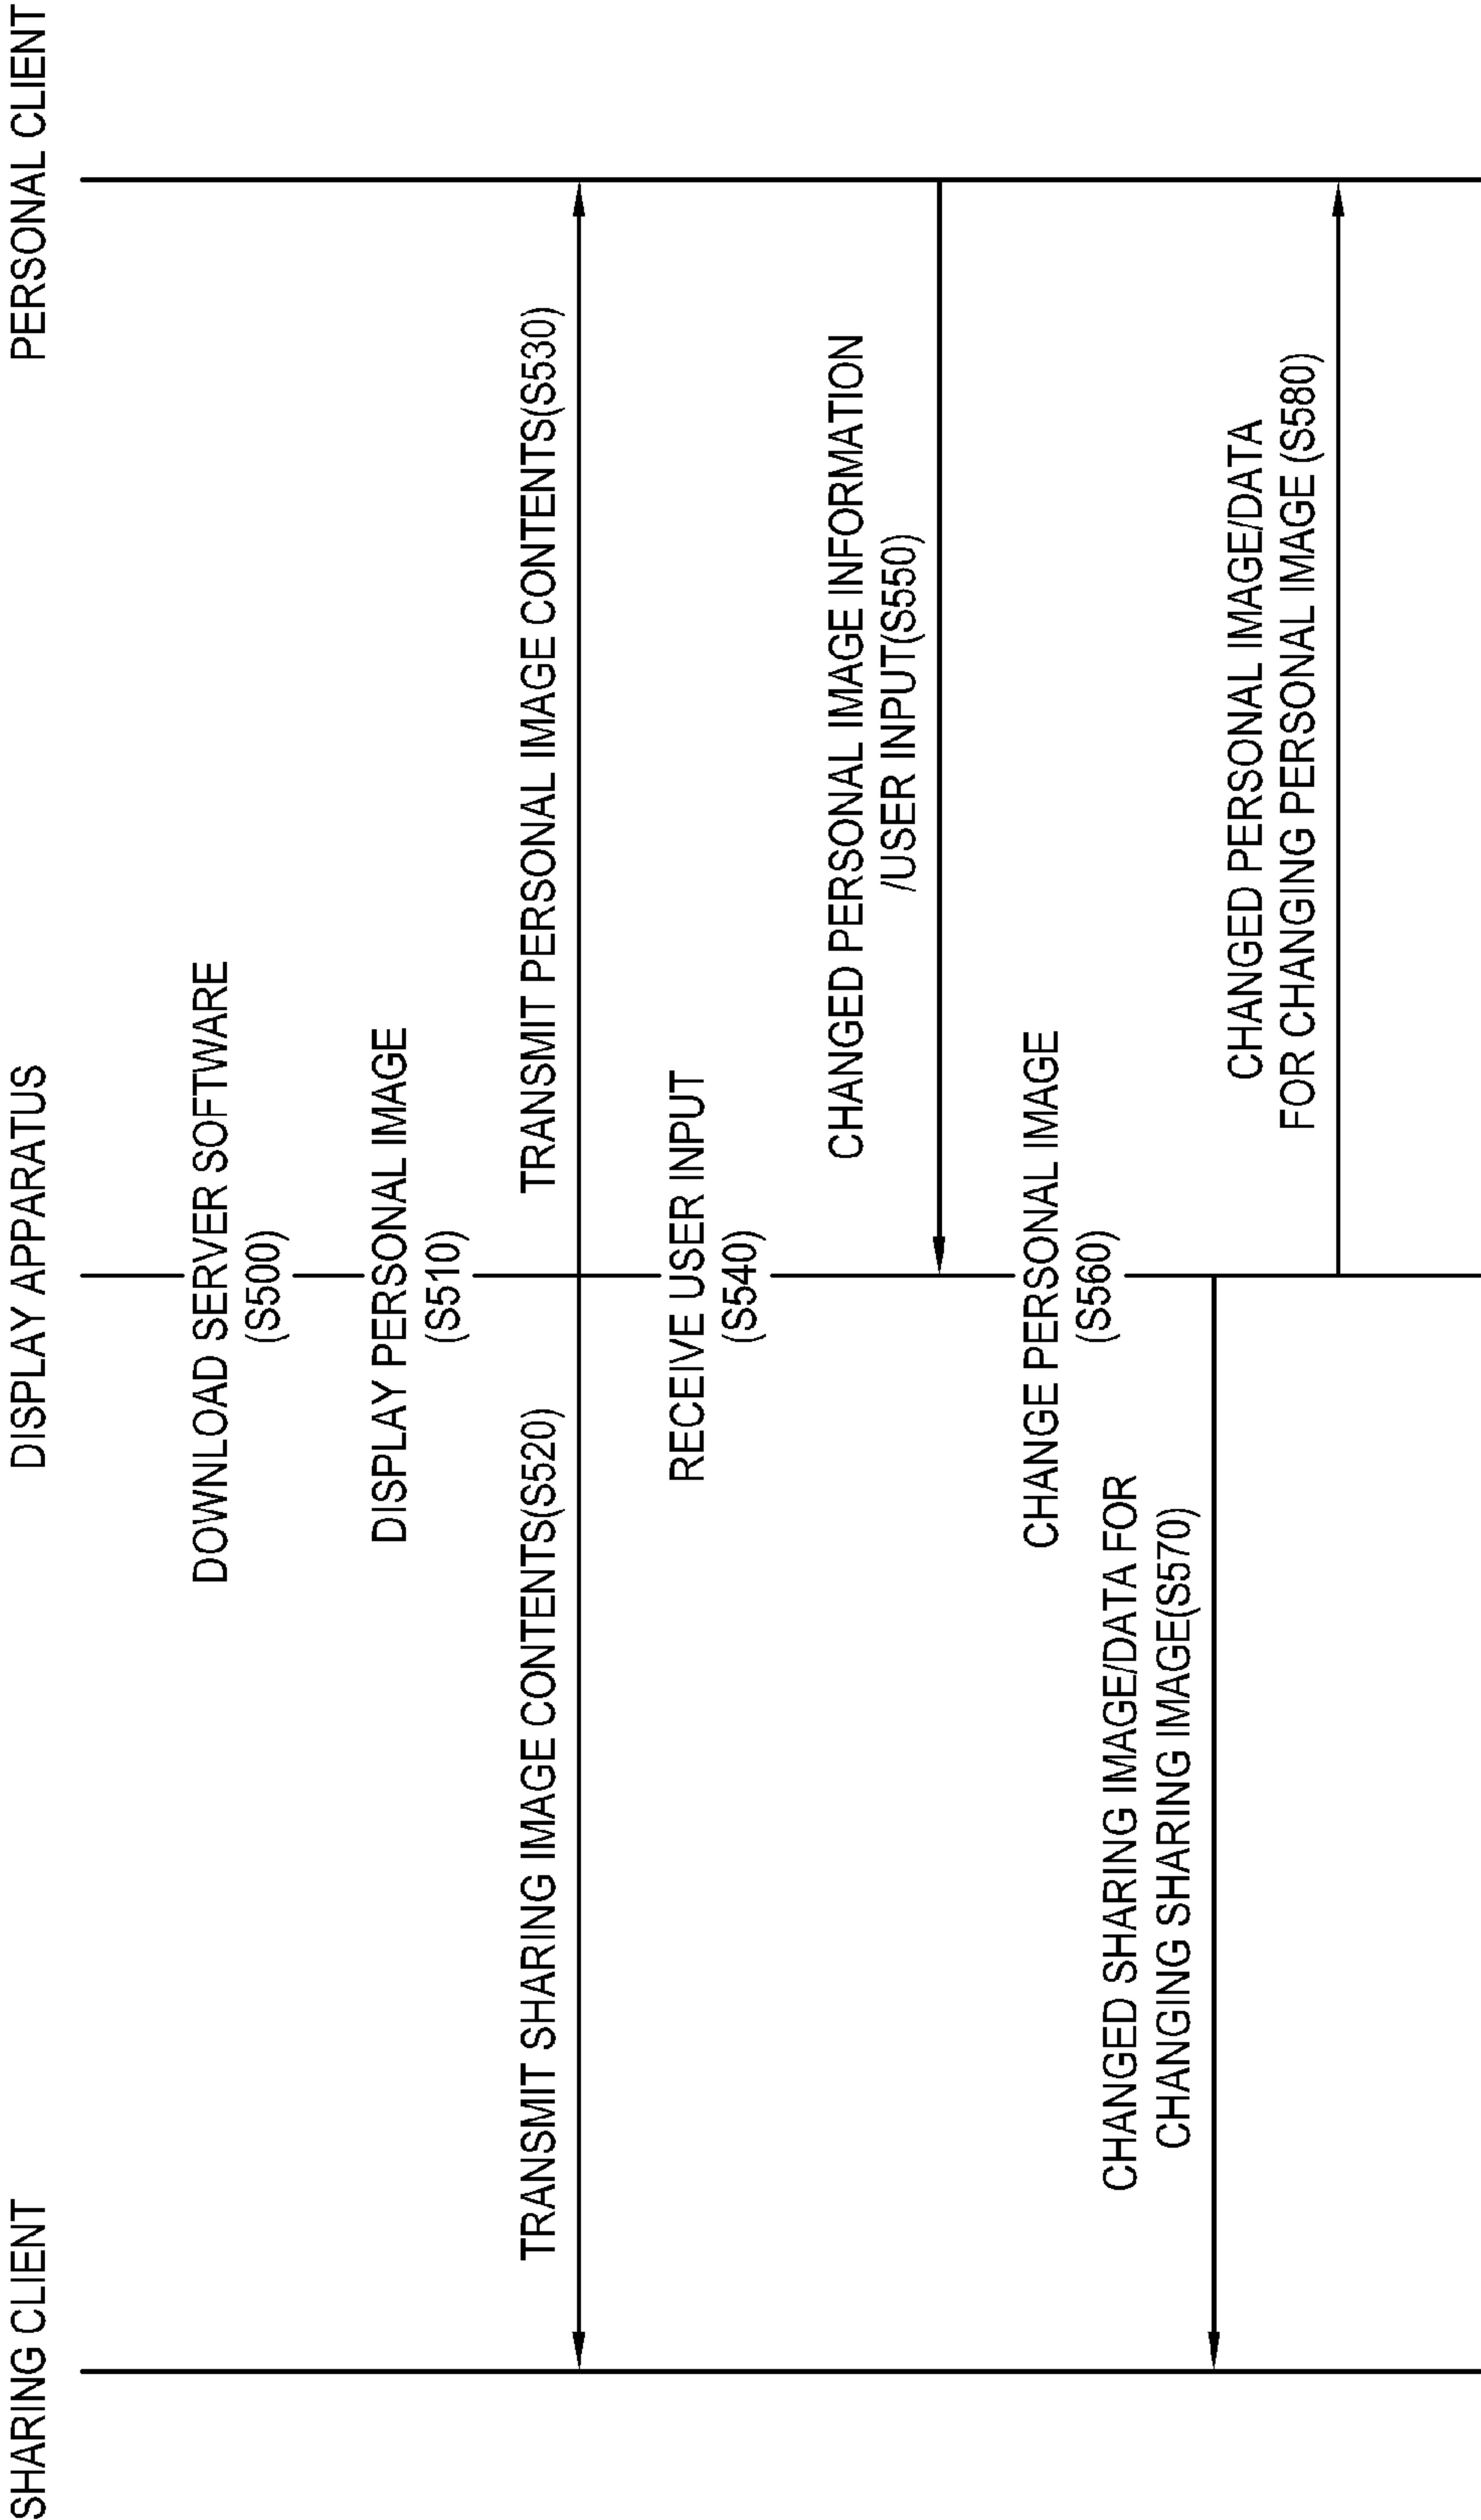 SHARING CLIENT
DISPLAY APPARATUS
PERSONAL CLIENT
DOWNLOAD SERVER SOFTWARE
(S500)
DISPLAY PERSONAL IMAGE
(S510)
TRANSMIT SHARING IMAGE CONTENTS(S520)
TRANSMIT PERSONAL IMAGE CONTENTS(S530)
RECEIVE USER INPUT
(S540)
CHANGED PERSONAL IMAGE INFORMATION
/USER INPUT(S550)
CHANGE PERSONAL IMAGE
(S560)
CHANGED SHARING IMAGE/DATA FOR
CHANGING SHARING IMAGE(S570)
CHANGED PERSONAL IMAGE/DATA
FOR CHANGING PERSONAL IMAGE (S580)